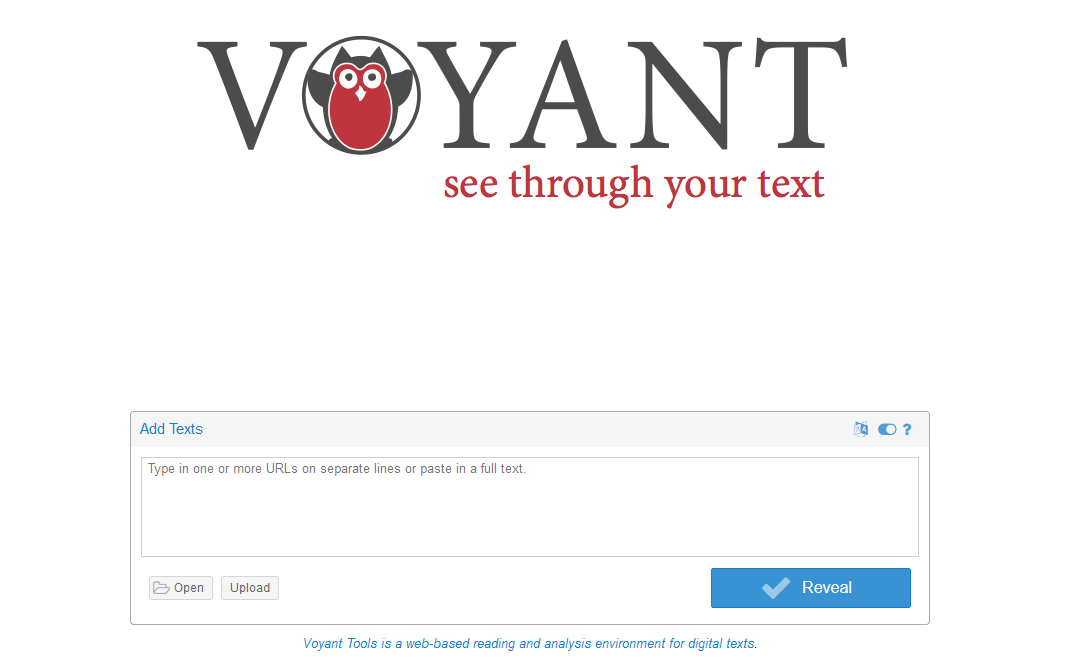 VOYANT
see through your text
Add Texts
?
Type in one or more URLs on separate lines or paste in a full text.
Open Upload Reveal
Voyant Tools is a web-based reading and analysis environment for digital texts.